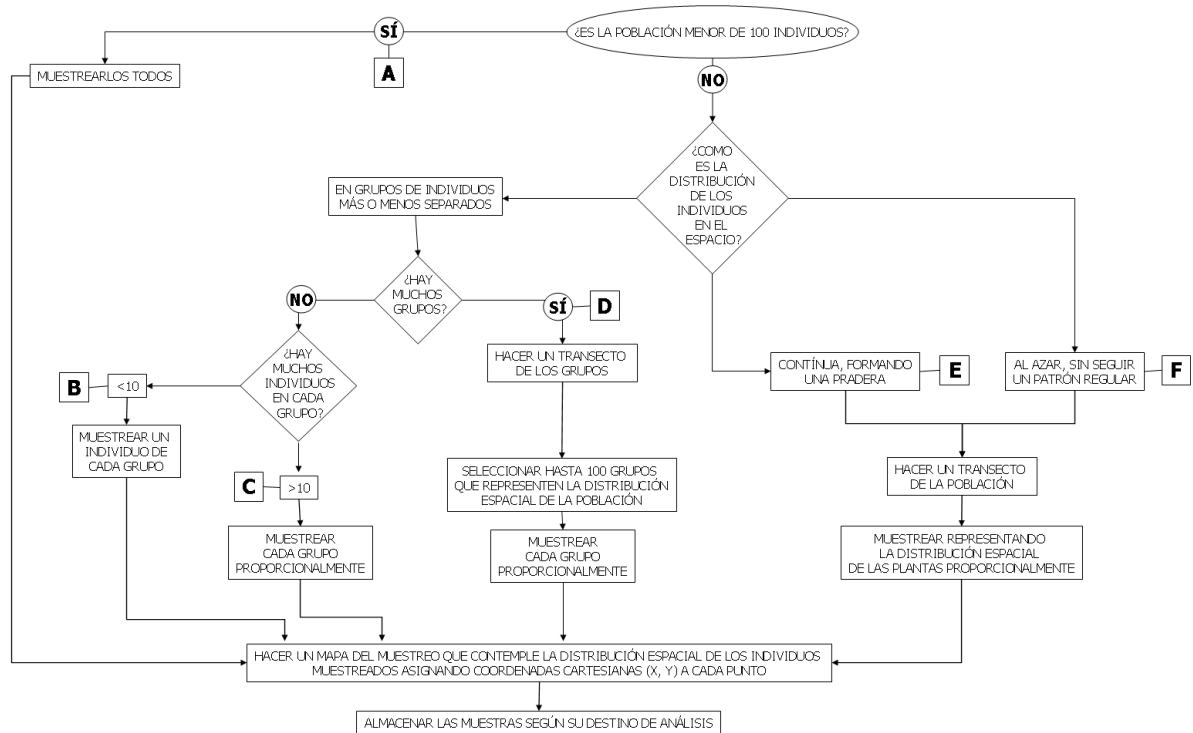 ¿ES LA POBLACIÓN MENOR DE 100 INDIVIDUOS?
SÍ
A
MUESTREARLOS TODOS
NO
¿COMO
ES LA
DISTRIBUCIÓN
DE LOS
INDIVIDUOS
EN EL
ESPACIO?
EN GRUPOS DE INDIVIDUOS
MÁS O MENOS SEPARADOS
¿HAY
MUCHOS
GRUPOS?
NO
SÍ
D
¿HAY
MUCHOS
INDIVIDUOS
EN CADA
GRUPO?
B
<10
MUESTREAR UN
INDIVIDUO DE
CADA GRUPO
C
>10
MUESTREAR
CADA GRUPO
PROPORCIONALMENTE
HACER UN TRANSECTO
DE LOS GRUPOS
SELECCIONAR HASTA 100 GRUPOS
QUE REPRESENTEN LA DISTRIBUCIÓN
ESPACIAL DE LA POBLACIÓN
MUESTREAR
CADA GRUPO
PROPORCIONALMENTE
CONTÍNUA, FORMANDO
UNA PRADERA
E
AL AZAR, SIN SEGUIR
UN PATRÓN REGULAR
F
HACER UN TRANSECTO
DE LA POBLACIÓN
MUESTREAR REPRESENTANDO
LA DISTRIBUCIÓN ESPACIAL
DE LAS PLANTAS PROPORCIONALMENTE
HACER UN MAPA DEL MUESTREO QUE CONTEMPLE LA DISTRIBUCIÓN ESPACIAL DE LOS INDIVIDUOS
MUESTREADOS ASIGNANDO COORDENADAS CARTESIANAS (X, Y) A CADA PUNTO
ALMACENAR LAS MUESTRAS SEGÚN SU DESTINO DE ANÁLISIS